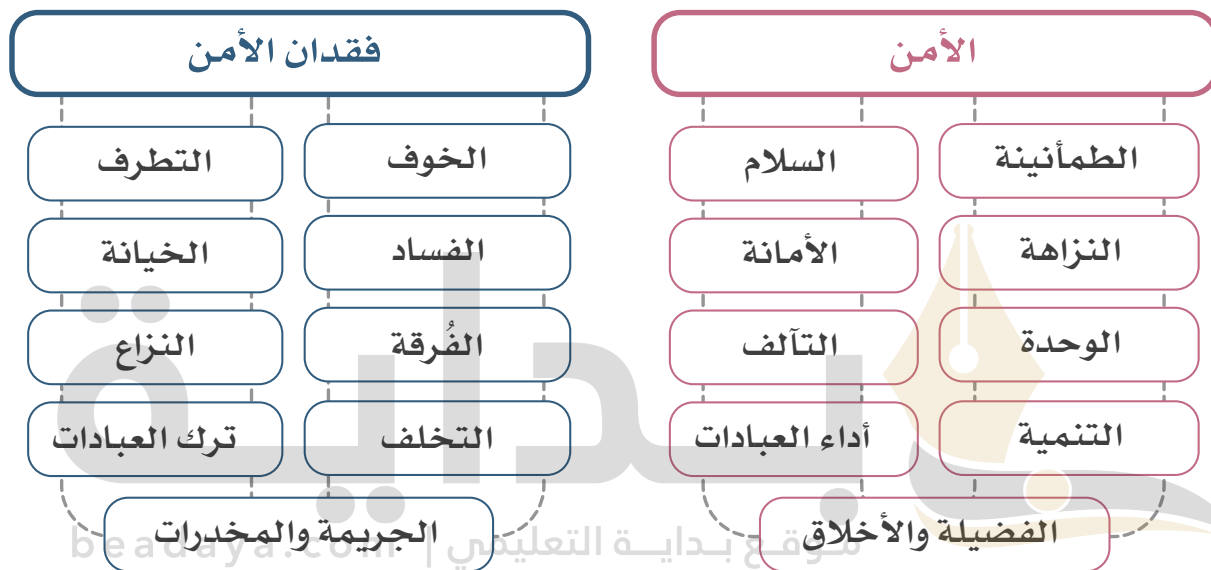 الأمن
الطمأنينة
السلام
النزاهة
الأمانة
الوحدة
التآلف
التنمية
أداء العبادات
الفضيلة والأخلاق
فقدان الأمن
الخوف
التطرف
الفساد
الخيانة
الفُرقة
النزاع
التخلف
ترك العبادات
الجريمة والمخدرات
بداية
موقع بداية التعليمي | beadaya.com